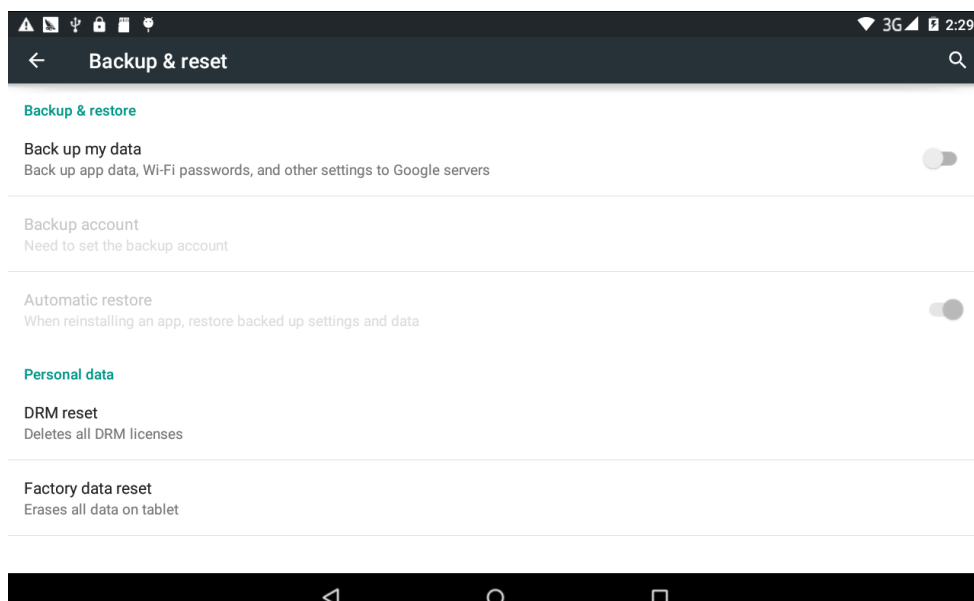 3G 2:29
Backup & reset
Backup & restore
Back up my data
Back up app data, Wi-Fi passwords, and other settings to Google servers
Backup account
Need to set the backup account
Automatic restore
When reinstalling an app, restore backed up settings and data
Personal data
DRM reset
Deletes all DRM licenses
Factory data reset
Erases all data on tablet